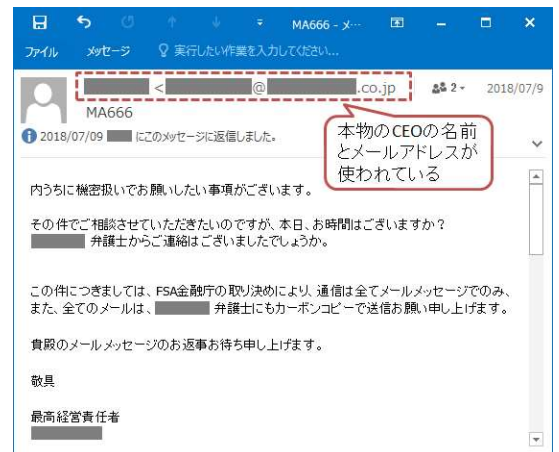 MA666 - メ...
ファイル メッセージ 実行したい作業を入力してください...
< @ .co.jp 2 2018/07/9
MA666
2018/07/09 にこのメッセージに返信しました。
本物のCEOの名前
とメールアドレスが
使われている
内うちに機密扱いでお願いしたい事項がございます。
その件でご相談させていただきたいのですが、本日、お時間はございますか?
弁護士からご連絡はございましたでしょうか。
この件につきましては、FSA金融庁の取り決めにより、通信は全てメールメッセージでのみ、
また、全てのメールは、 弁護士にもカーボンコピーで送信お願い申し上げます。
貴殿のメールメッセージのお返事お待ち申し上げます。
敬具
最高経営責任者